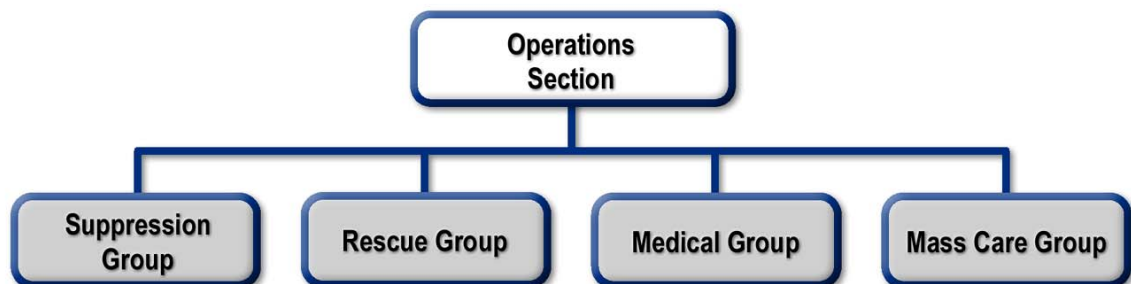 Operations
Section
Suppression
Group
Rescue Group
Medical Group
Mass Care Group